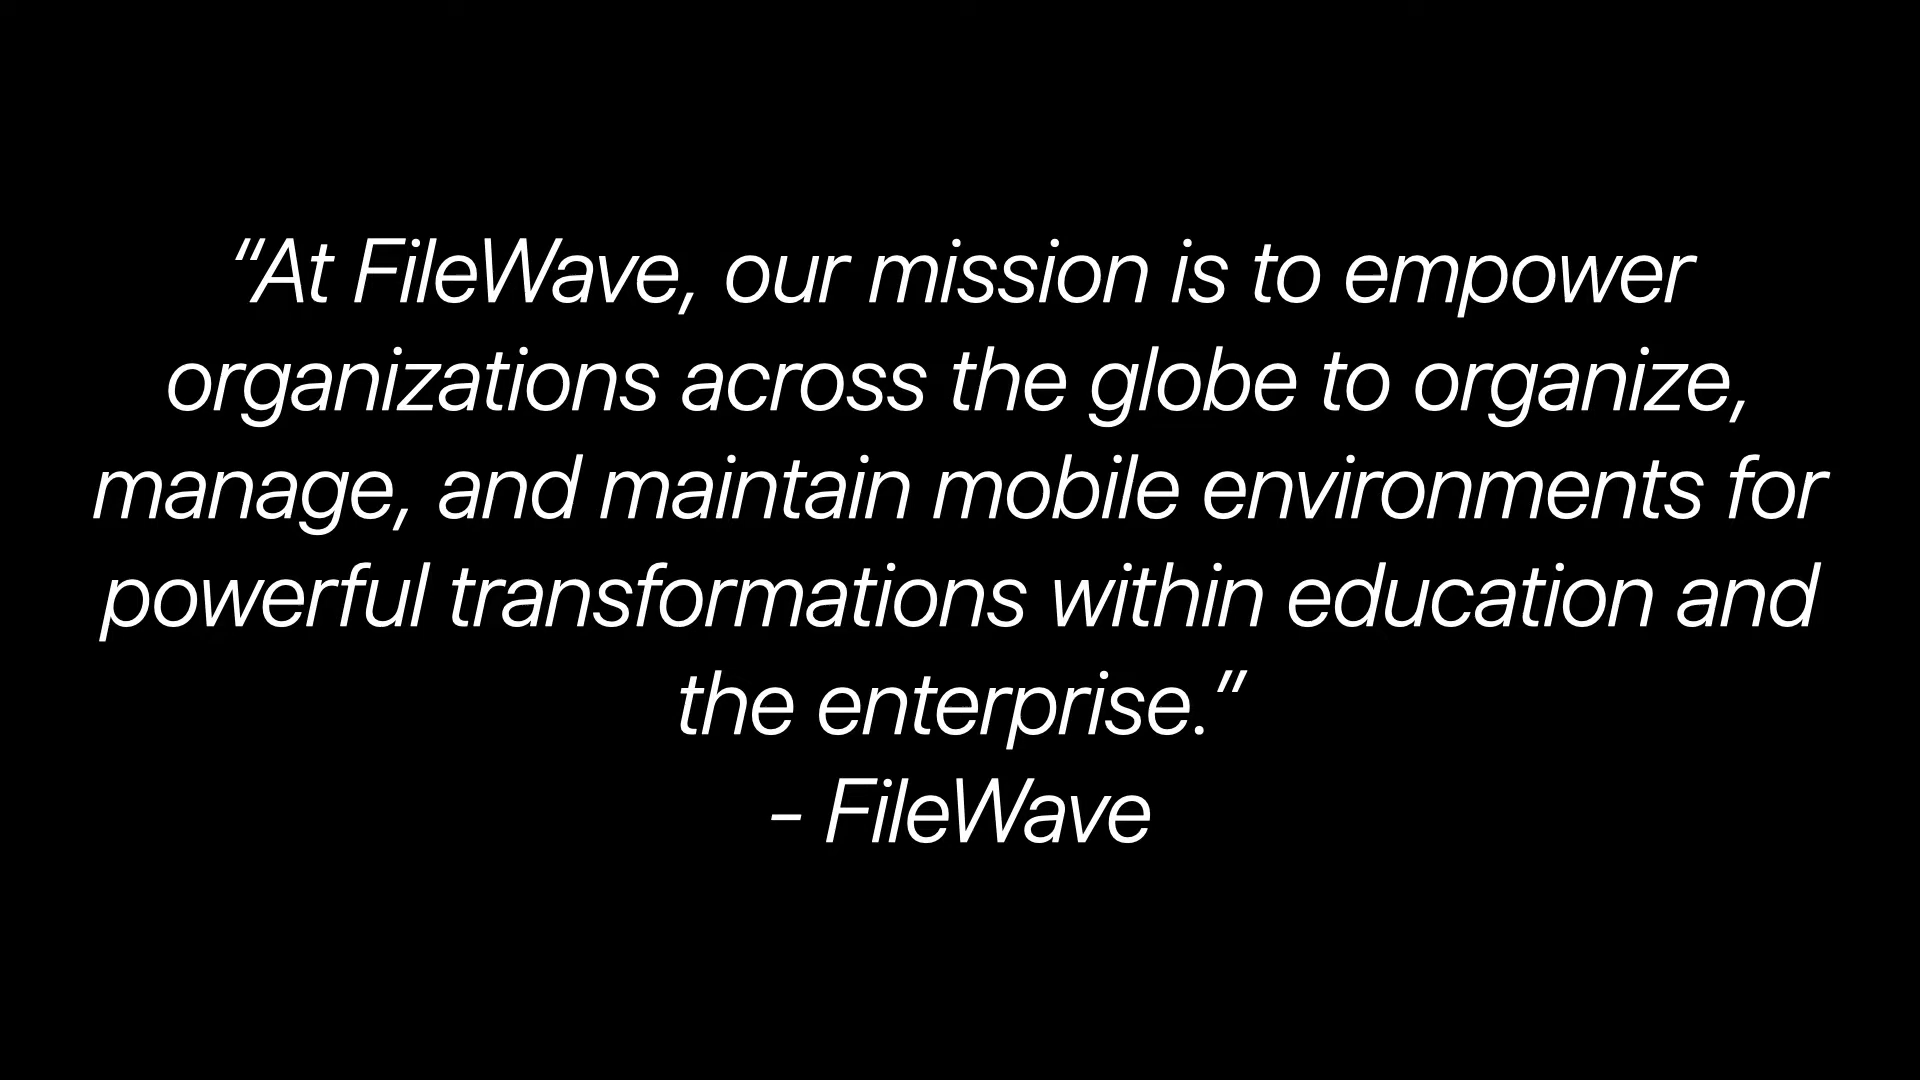 “At FileWave, our mission is to empower
organizations across the globe to organize,
manage, and maintain mobile environments for
powerful transformations within education and
the enterprise.”
- FileWave